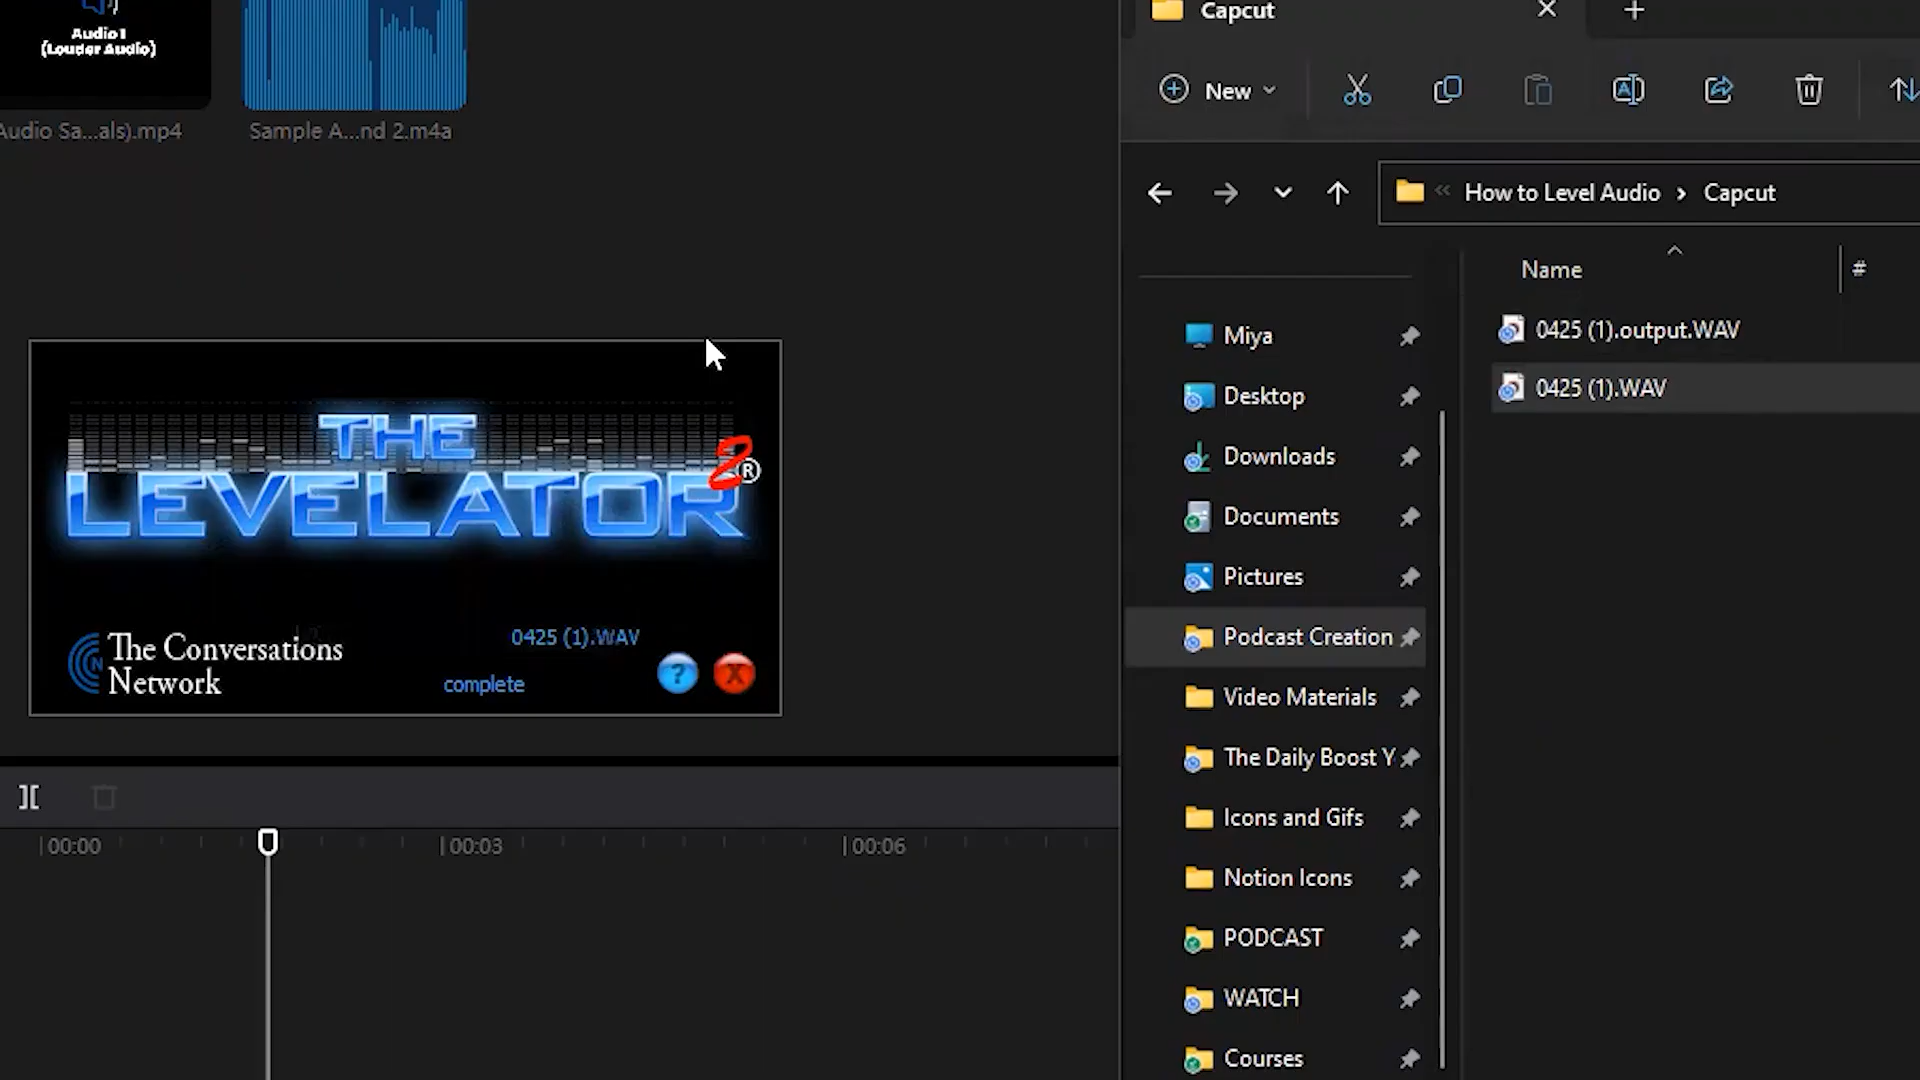 Audio 1
(Louder Audio)
Audio Sa...als).mp4
Sample A...nd 2.m4a
THE
LEVELATOR
2
®
The Conversations
Network
0425 (1).WAV
complete
?
X
00:00
00:03
00:06
Capcut
New
How to Level Audio
Capcut
Name
#
0425 (1).output.WAV
0425 (1).WAV
Miya
Desktop
Downloads
Documents
Pictures
Podcast Creation
Video Materials
The Daily Boost Y
Icons and Gifs
Notion Icons
PODCAST
WATCH
Courses